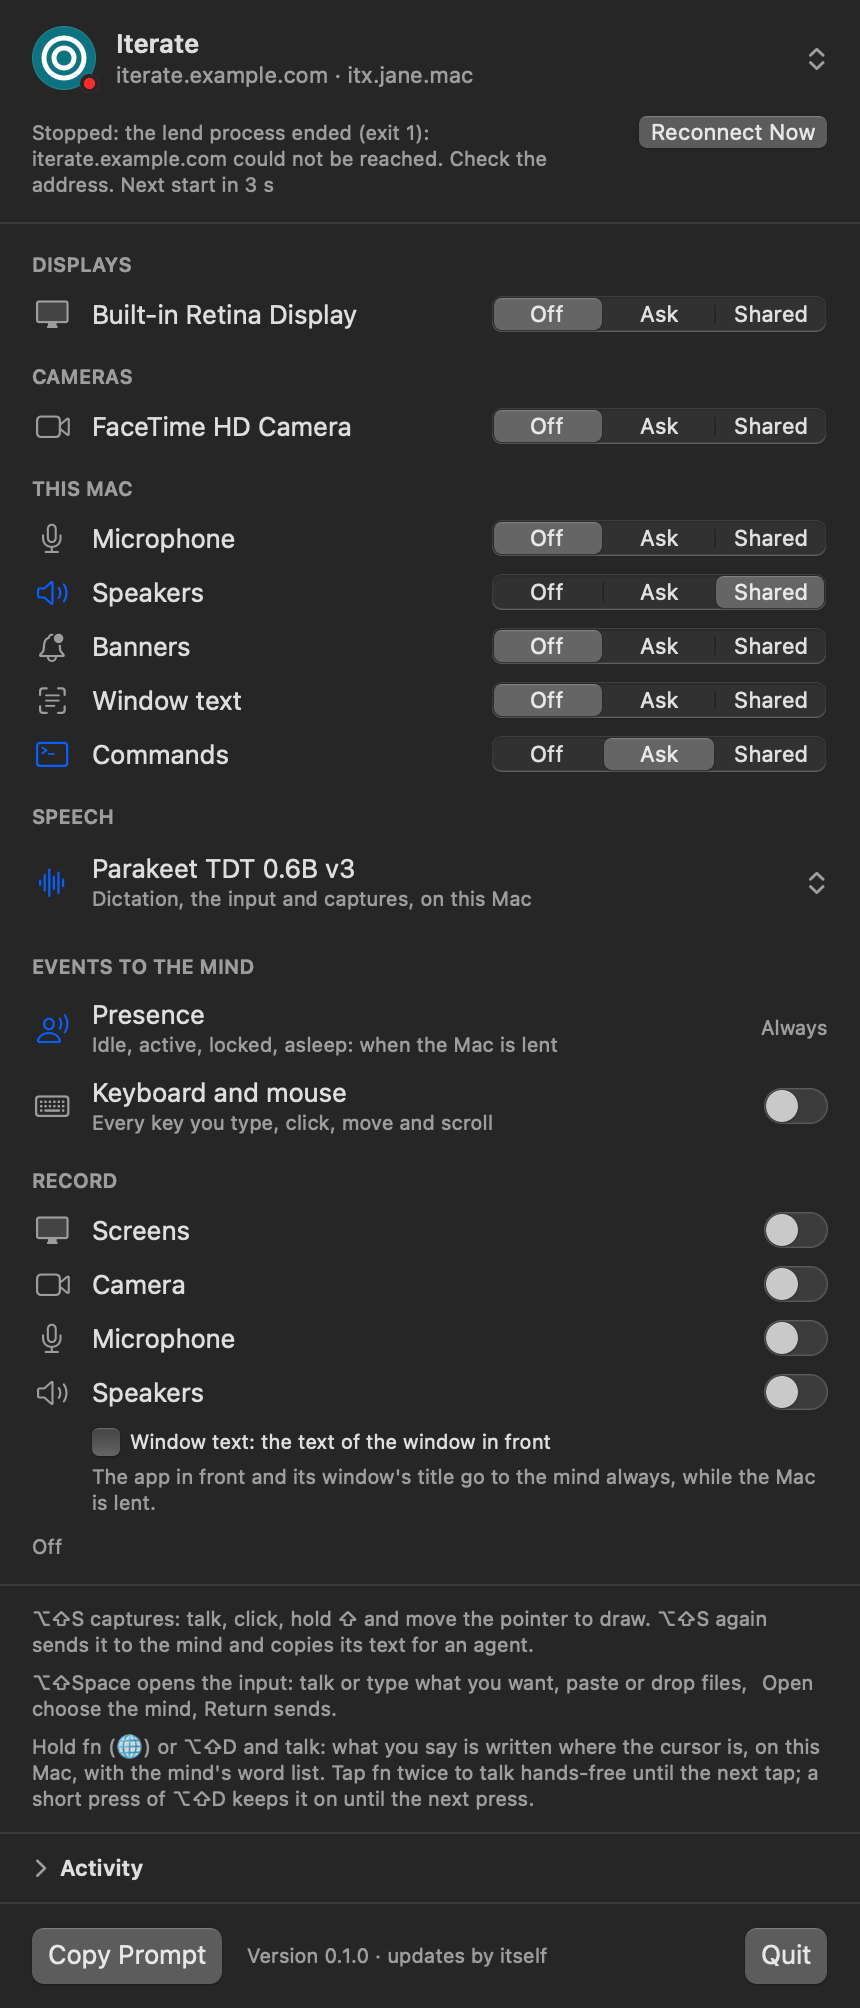 Iterate
iterate.example.com · itx.jane.mac
Stopped: the lend process ended (exit 1):
iterate.example.com could not be reached. Check the
address. Next start in 3 s
Reconnect Now
DISPLAYS
Built-in Retina Display Off Ask Shared
CAMERAS
FaceTime HD Camera Off Ask Shared
THIS MAC
Microphone Off Ask Shared
Speakers Off Ask Shared
Banners Off Ask Shared
Window text Off Ask Shared
Commands Off Ask Shared
SPEECH
Parakeet TDT 0.6B v3
Dictation, the input and captures, on this Mac
EVENTS TO THE MIND
Presence
Idle, active, locked, asleep: when the Mac is lent
Always
Keyboard and mouse
Every key you type, click, move and scroll
RECORD
Screens
Camera
Microphone
Speakers
Window text: the text of the window in front
The app in front and its window's title go to the mind always, while the Mac
is lent.
Off
⌥⇧S captures: talk, click, hold ⇧ and move the pointer to draw. ⌥⇧S again
sends it to the mind and copies its text for an agent.
⌥⇧Space opens the input: talk or type what you want, paste or drop files, Open
choose the mind, Return sends.
Hold fn (🌐) or ⌥⇧D and talk: what you say is written where the cursor is, on this
Mac, with the mind's word list. Tap fn twice to talk hands-free until the next tap; a
short press of ⌥⇧D keeps it on until the next press.
Activity
Copy Prompt Version 0.1.0 · updates by itself Quit